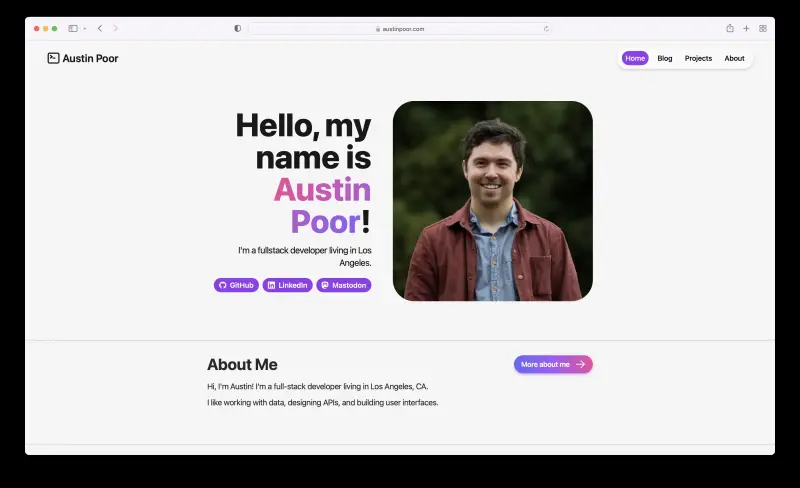 austinpoor.com
Austin Poor
Home Blog Projects About
Hello, my
name is
Austin
Poor!
I'm a fullstack developer living in Los
Angeles.
GitHub LinkedIn Mastodon
About Me
More about me
Hi, I'm Austin! I'm a full-stack developer living in Los Angeles, CA.
I like working with data, designing APIs, and building user interfaces.